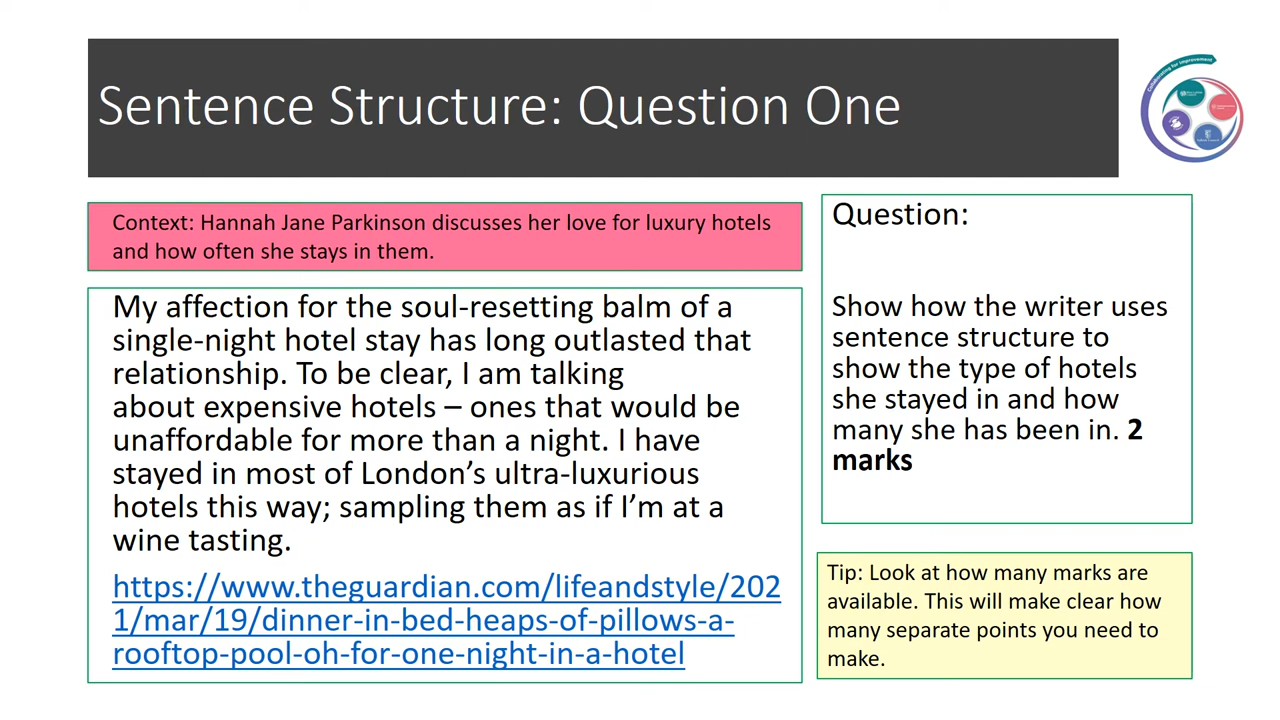 Sentence Structure: Question One
Collaborating for Improvement
Context: Hannah Jane Parkinson discusses her love for luxury hotels
and how often she stays in them.
My affection for the soul-resetting balm of a
single-night hotel stay has long outlasted that
relationship. To be clear, I am talking
about expensive hotels – ones that would be
unaffordable for more than a night. I have
stayed in most of London’s ultra-luxurious
hotels this way; sampling them as if I’m at a
wine tasting.
https://www.theguardian.com/lifeandstyle/202
1/mar/19/dinner-in-bed-heaps-of-pillows-a-
rooftop-pool-oh-for-one-night-in-a-hotel
Question:
Show how the writer uses
sentence structure to
show the type of hotels
she stayed in and how
many she has been in. 2
marks
Tip: Look at how many marks are
available. This will make clear how
many separate points you need to
make.